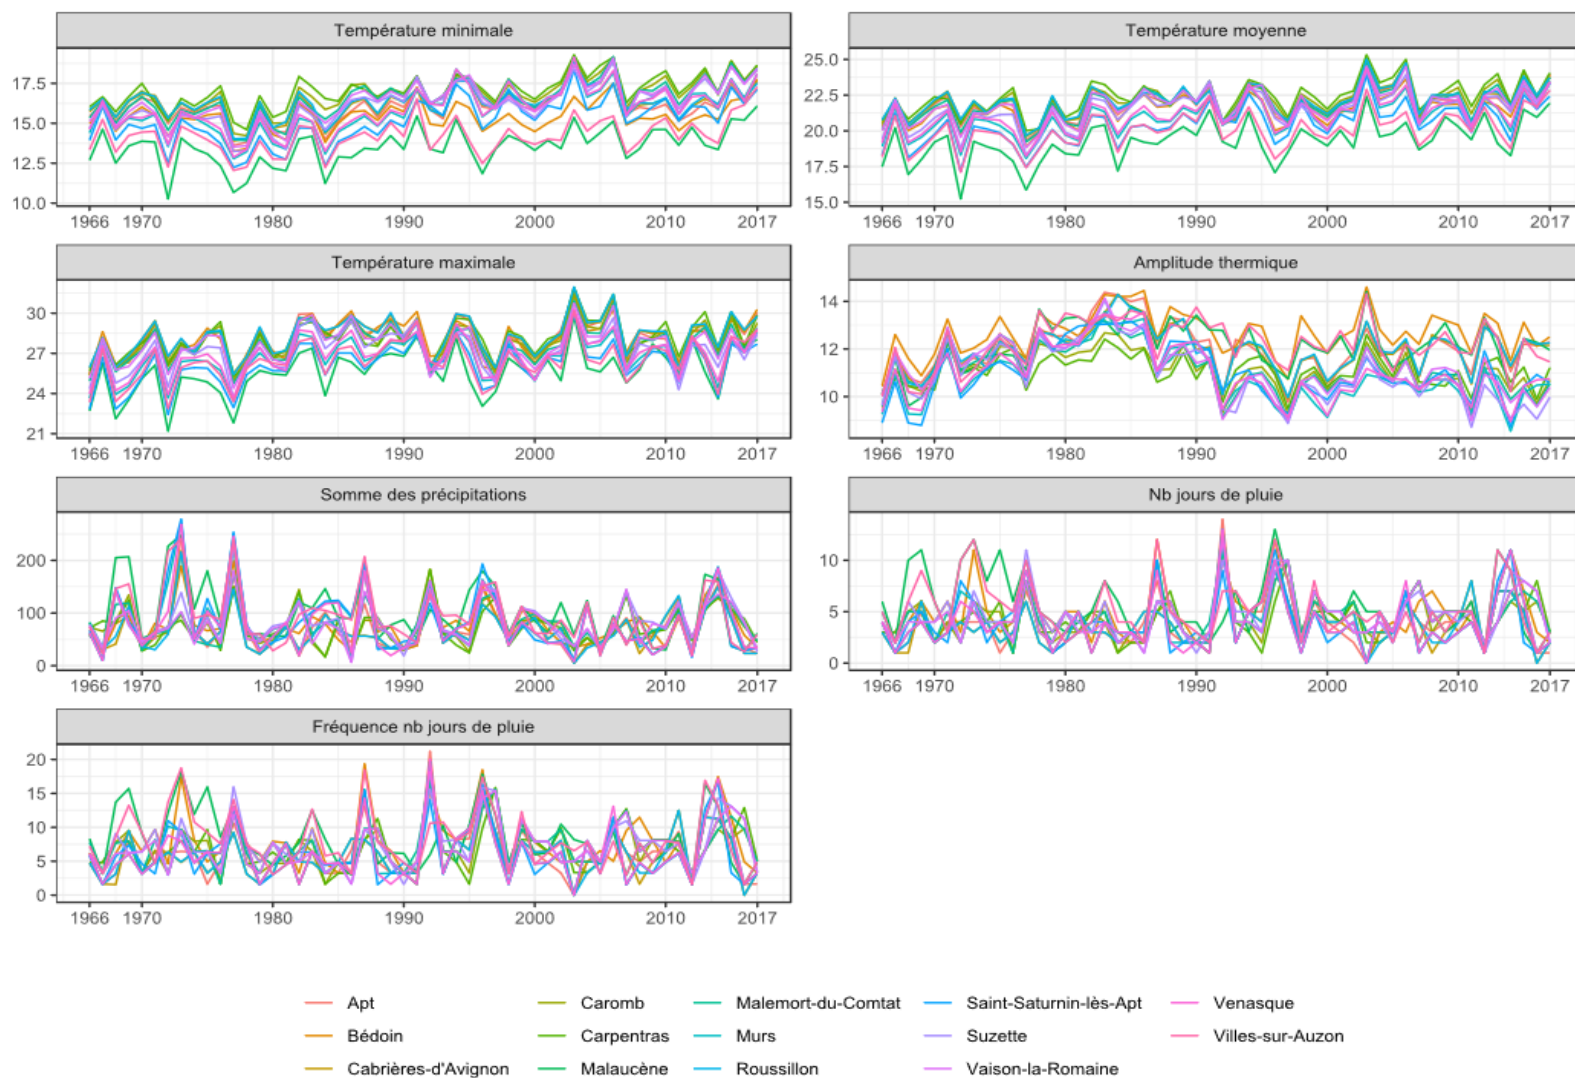 Température minimale
Température moyenne
17.5
15.0
12.5
10.0
1966 1970 1980 1990 2000 2010 2017
25.0
22.5
20.0
17.5
15.0
1966 1970 1980 1990 2000 2010 2017
Température maximale
Amplitude thermique
30
27
24
21
1966 1970 1980 1990 2000 2010 2017
14
12
10
1966 1970 1980 1990 2000 2010 2017
Somme des précipitations
Nb jours de pluie
200
100
0
1966 1970 1980 1990 2000 2010 2017
10
5
0
1966 1970 1980 1990 2000 2010 2017
Fréquence nb jours de pluie
20
15
10
5
0
1966 1970 1980 1990 2000 2010 2017
Apt Caromb Malemort-du-Comtat Saint-Saturnin-lès-Apt Venasque
Bédoin Carpentras Murs Suzette Villes-sur-Auzon
Cabrières-d'Avignon Malaucène Roussillon Vaison-la-Romaine